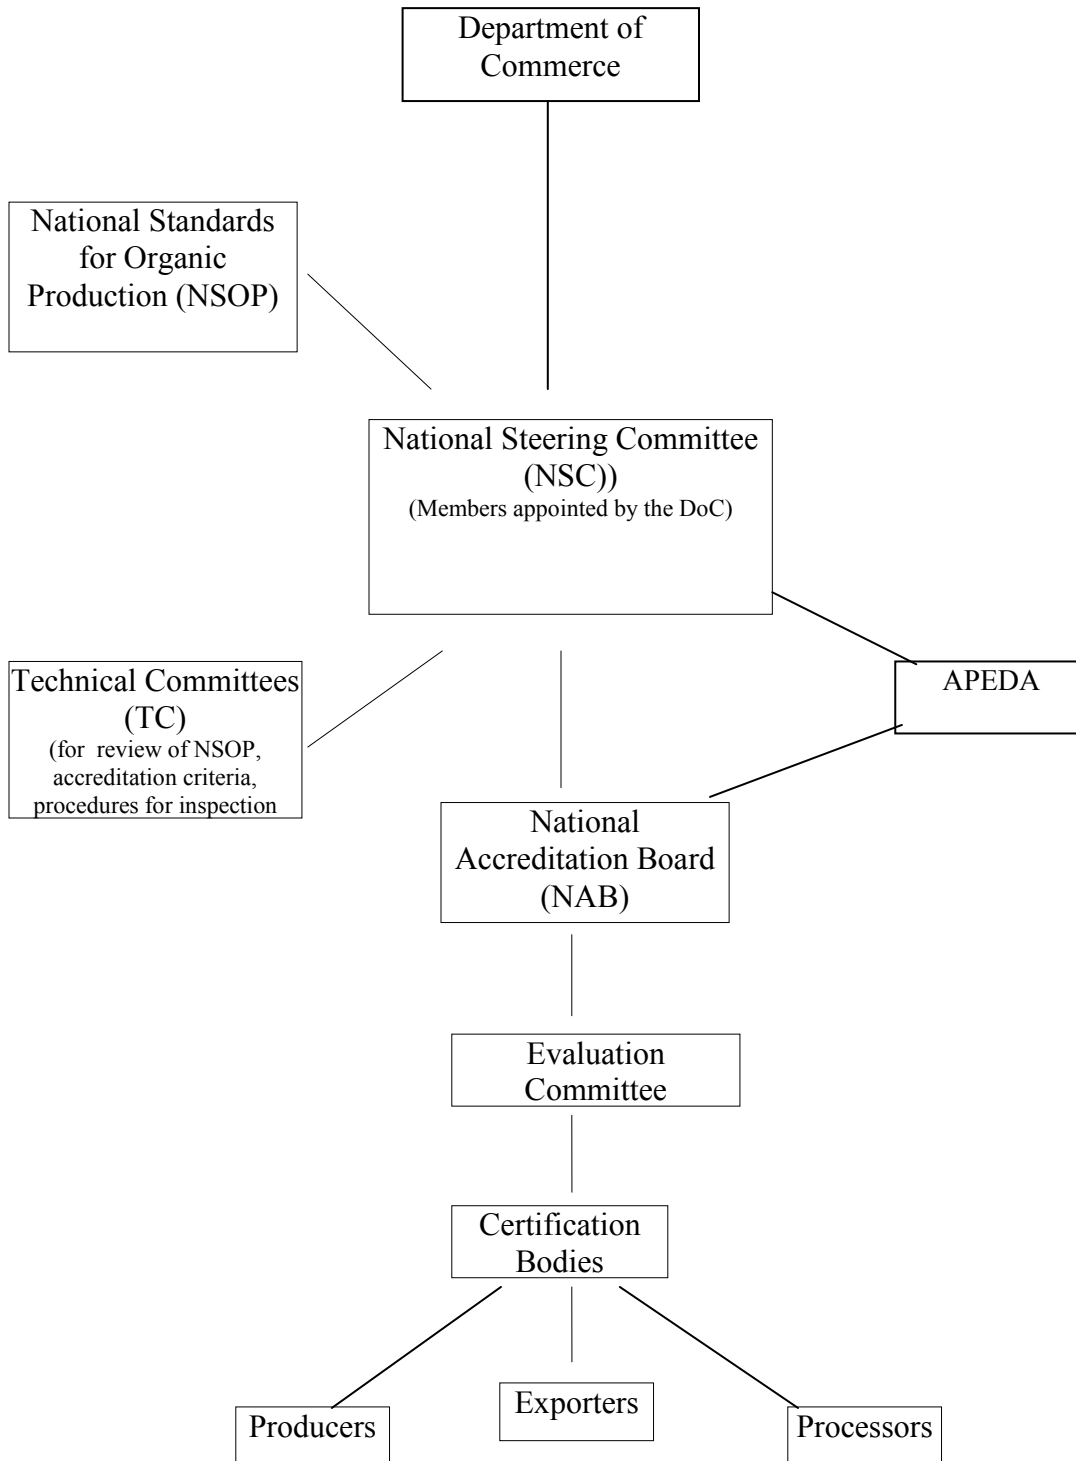 Department of
Commerce
National Standards
for Organic
Production (NSOP)
National Steering Committee
(NSC))
(Members appointed by the DoC)
Technical Committees
(TC)
(for review of NSOP,
accreditation criteria,
procedures for inspection
APEDA
National
Accreditation Board
(NAB)
Evaluation
Committee
Certification
Bodies
Producers
Exporters
Processors